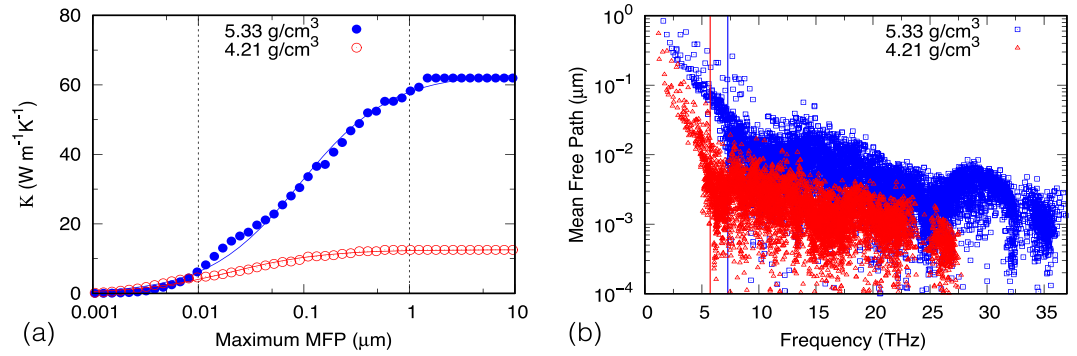 5.33 g/cm³
4.21 g/cm³
80
60
40
20
0
K (W m⁻¹K⁻¹)
0.001
0.01
0.1
1
10
Maximum MFP (μm)
(a)
5.33 g/cm³
4.21 g/cm³
10⁰
10⁻¹
10⁻²
10⁻³
10⁻⁴
Mean Free Path (μm)
0
5
10
15
20
25
30
35
Frequency (THz)
(b)